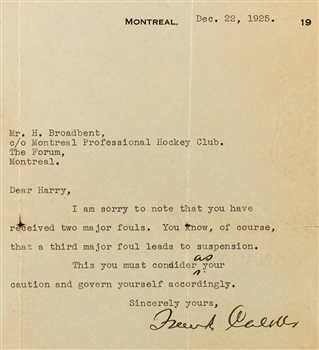 MONTREAL, Dec. 22, 1925. 19
Mr. H. Broadbent,
c/o Montreal Professional Hockey Club.
The Forum,
Montreal.
Dear Harry,
I am sorry to note that you have
received two major fouls. You know, of course,
that a third major foul leads to suspension.
This you must condider as your
caution and govern yourself accordingly.
Sincerely yours,
Frank Calder